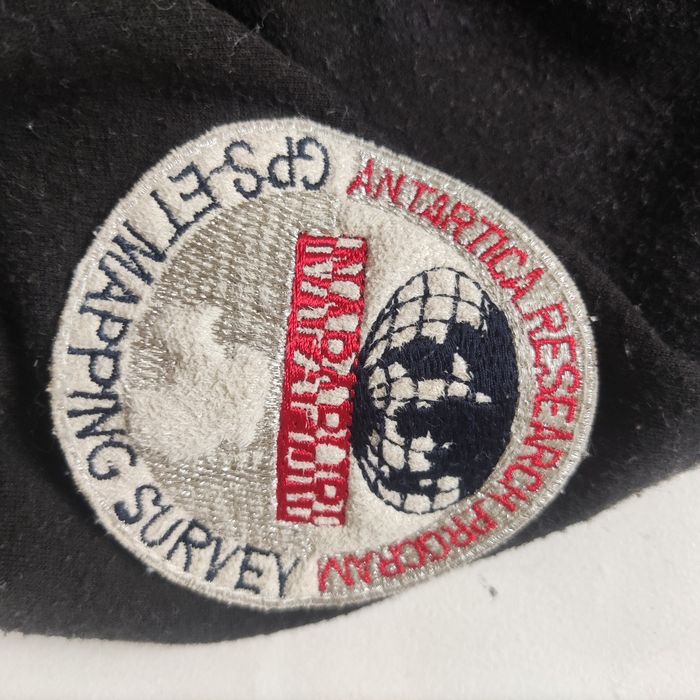 ANTARTICA RESEARCH PROGRAM
NAPAPIJRI
GPS-ET MAPPING SURVEY